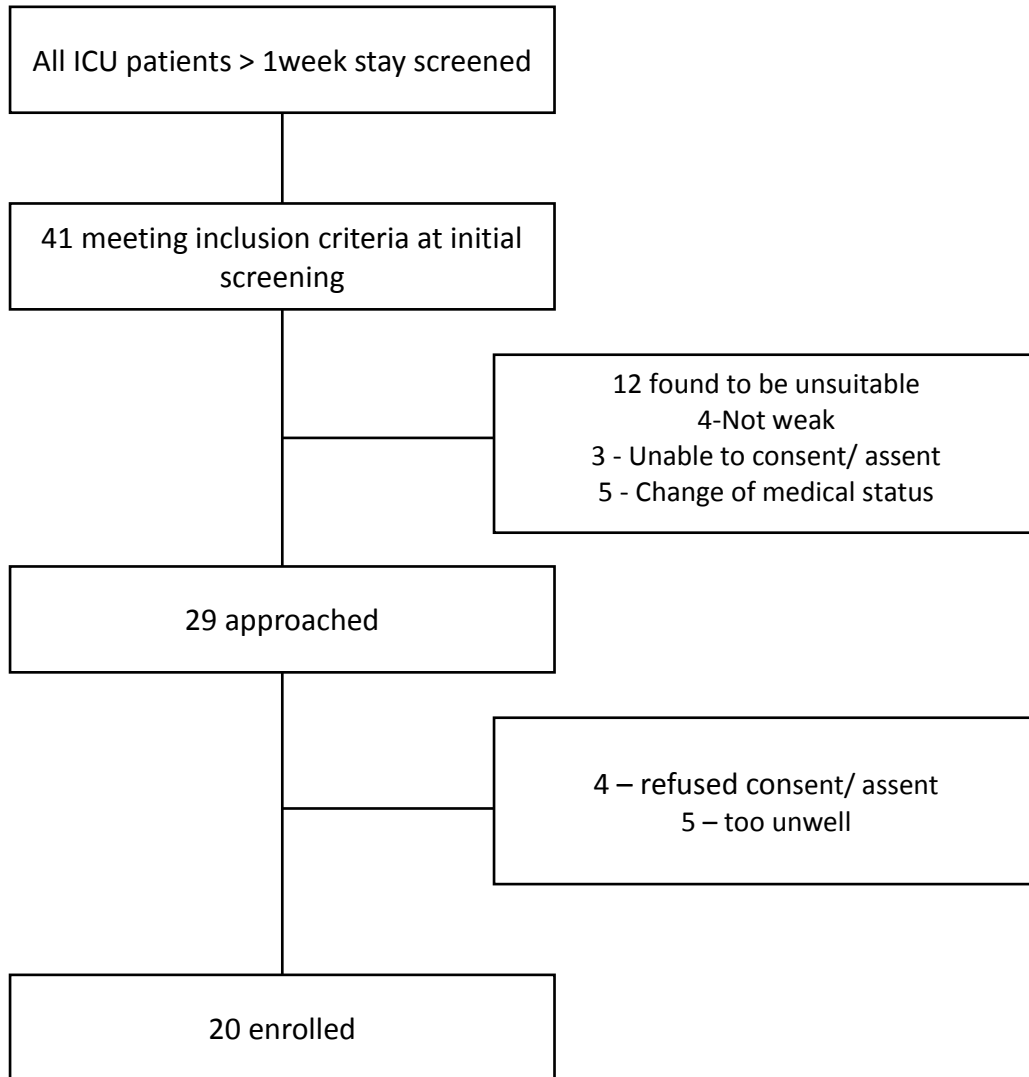 All ICU patients > 1week stay screened
41 meeting inclusion criteria at initial
screening
12 found to be unsuitable
4-Not weak
3 - Unable to consent/ assent
5 - Change of medical status
29 approached
4 – refused consent/ assent
5 – too unwell
20 enrolled